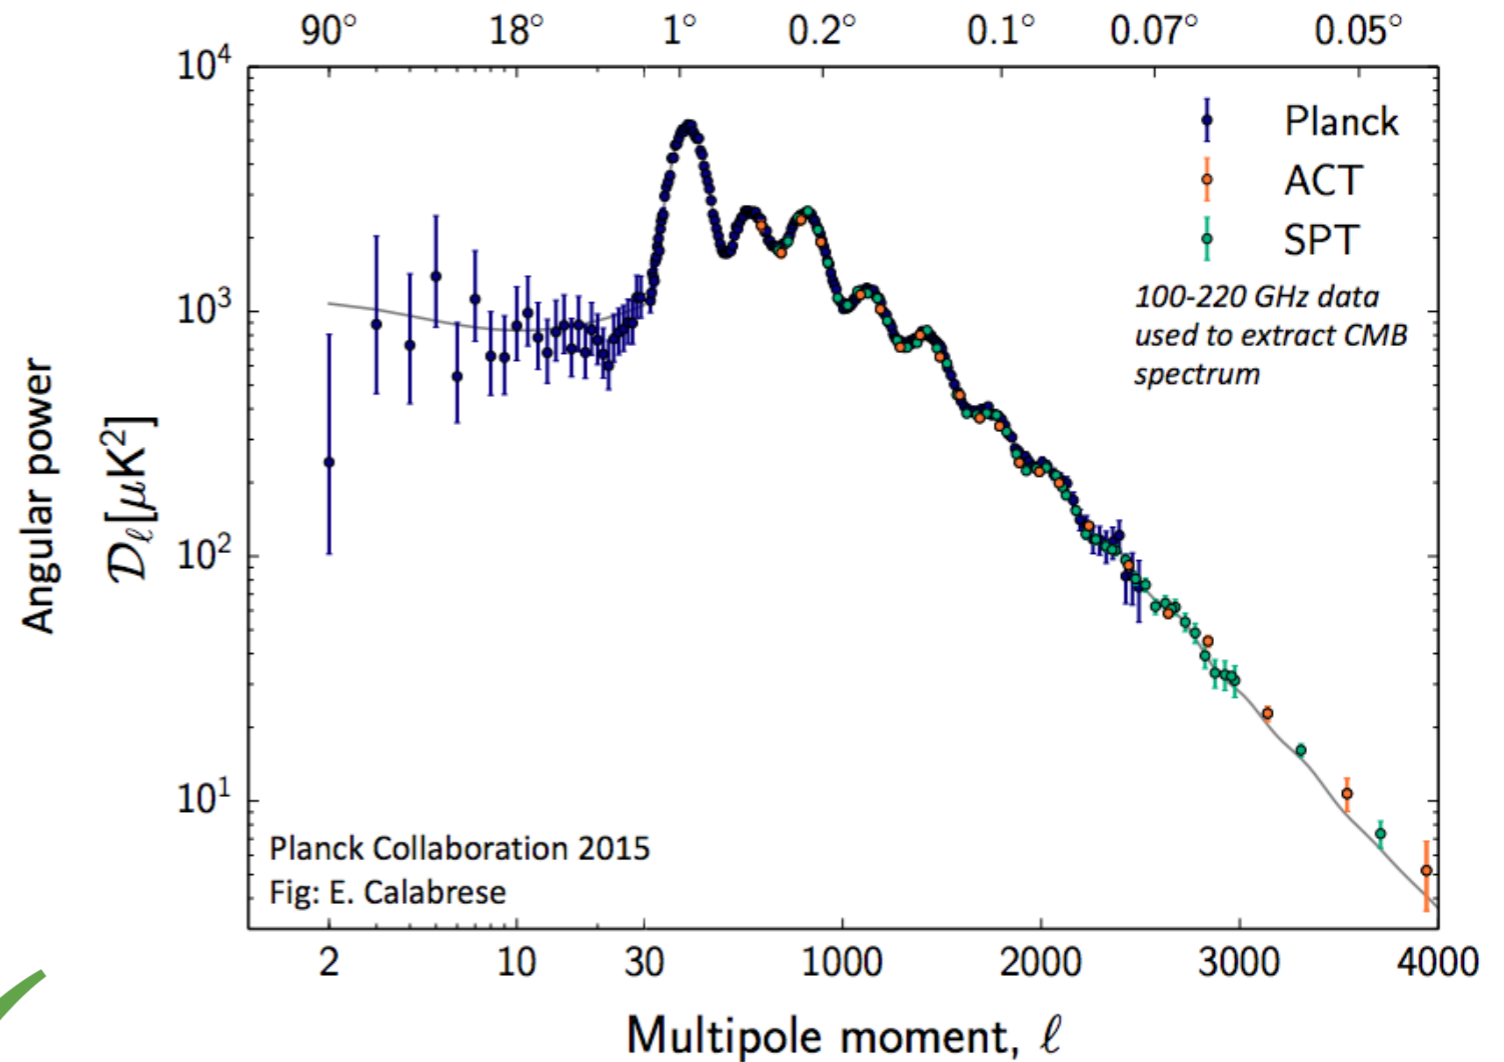 90° 18° 1° 0.2° 0.1° 0.07° 0.05°
10⁴
10³
10²
10¹
Angular power
𝒟ℓ[μK²]
Planck
ACT
SPT
100-220 GHz data
used to extract CMB
spectrum
Planck Collaboration 2015
Fig: E. Calabrese
2 10 30 1000 2000 3000 4000
Multipole moment, ℓ